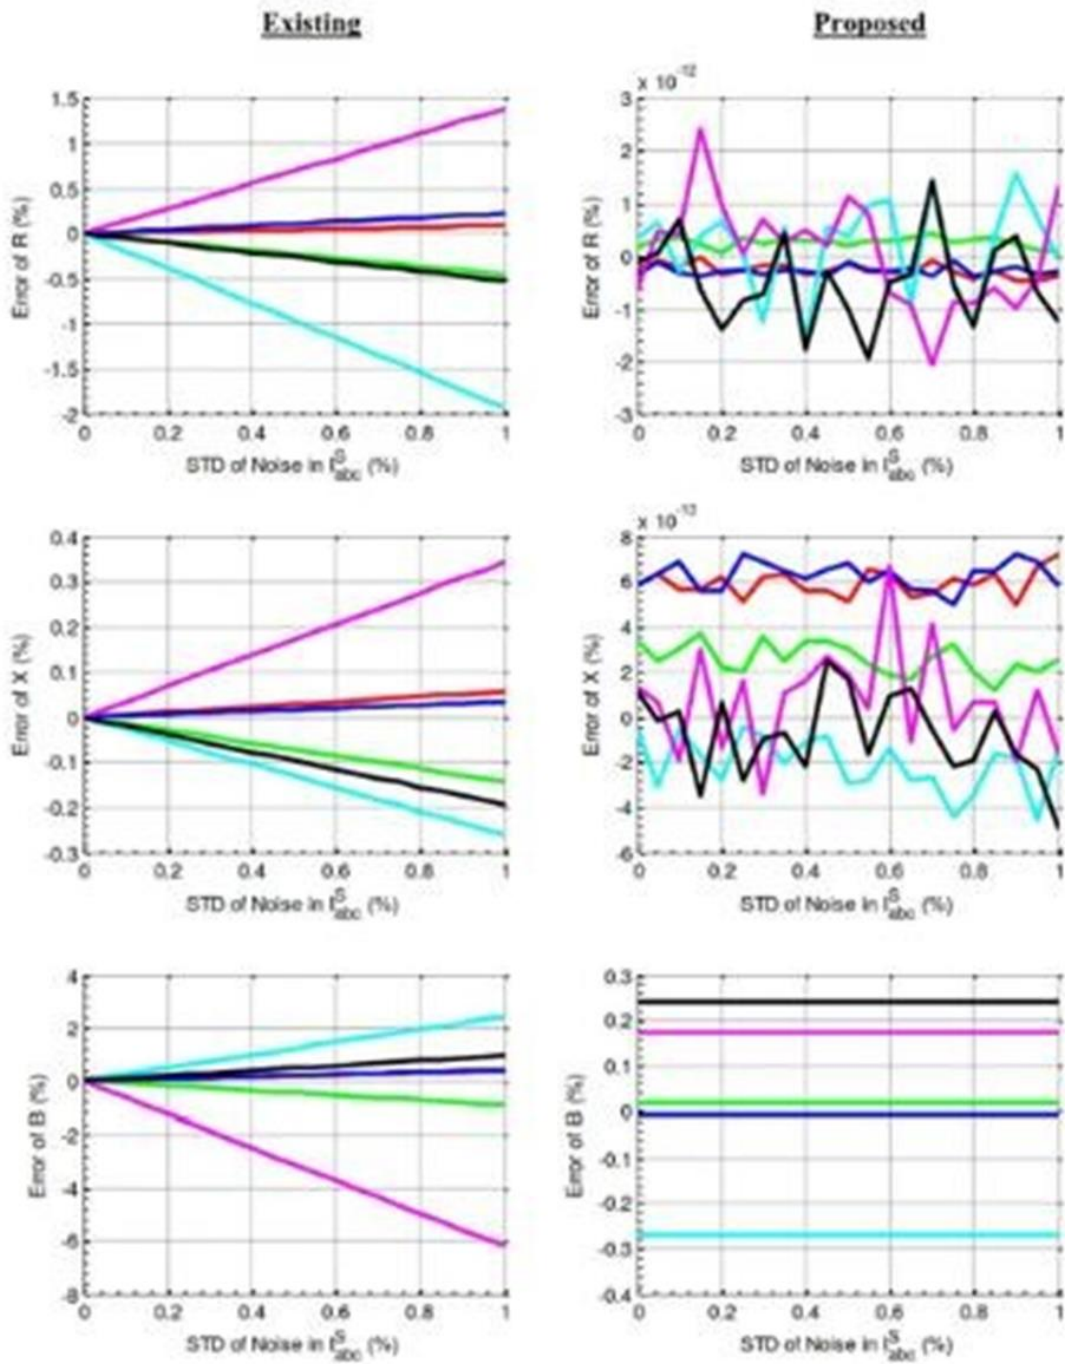 Existing
Proposed
1.5
1
0.5
0
-0.5
-1
-1.5
-2
Error of R (%)
0 0.2 0.4 0.6 0.8 1
STD of Noise in I^S_abc (%)
x 10^-12
3
2
1
0
-1
-2
-3
Error of R (%)
0 0.2 0.4 0.6 0.8 1
STD of Noise in I^S_abc (%)
0.4
0.3
0.2
0.1
0
-0.1
-0.2
-0.3
Error of X (%)
0 0.2 0.4 0.6 0.8 1
STD of Noise in I^S_abc (%)
x 10^-13
8
6
4
2
0
-2
-4
-6
Error of X (%)
0 0.2 0.4 0.6 0.8 1
STD of Noise in I^S_abc (%)
4
2
0
-2
-4
-6
-8
Error of B (%)
0 0.2 0.4 0.6 0.8 1
STD of Noise in I^S_abc (%)
0.3
0.2
0.1
0
-0.1
-0.2
-0.3
-0.4
Error of B (%)
0 0.2 0.4 0.6 0.8 1
STD of Noise in I^S_abc (%)